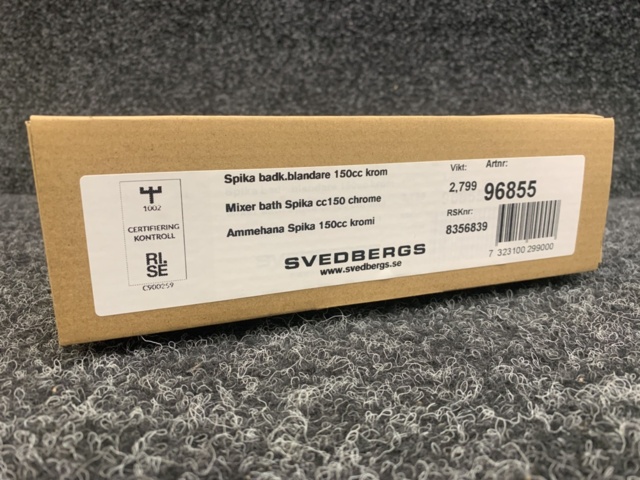 1002
CERTIFIERING
KONTROLL
RI.
SE
C900259
Spika badk.blandare 150cc krom
Mixer bath Spika cc150 chrome
Ammehana Spika 150cc kromi
SVEDBERGS
www.svedbergs.se
Vikt:
2,799
Artnr:
96855
RSKnr:
8356839
7 323100 299000